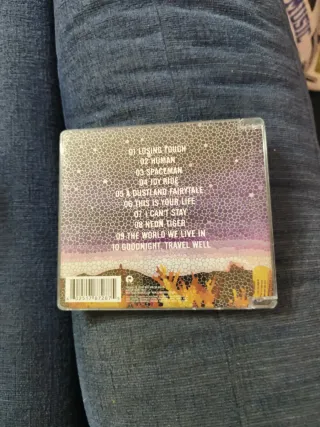 01 LOSING TOUCH
02 HUMAN
03 SPACEMAN
04 JOY RIDE
05 A DUSTLAND FAIRYTALE
06 THIS IS YOUR LIFE
07 I CAN'T STAY
08 NEON TIGER
09 THE WORLD WE LIVE IN
10 GOODNIGHT, TRAVEL WELL